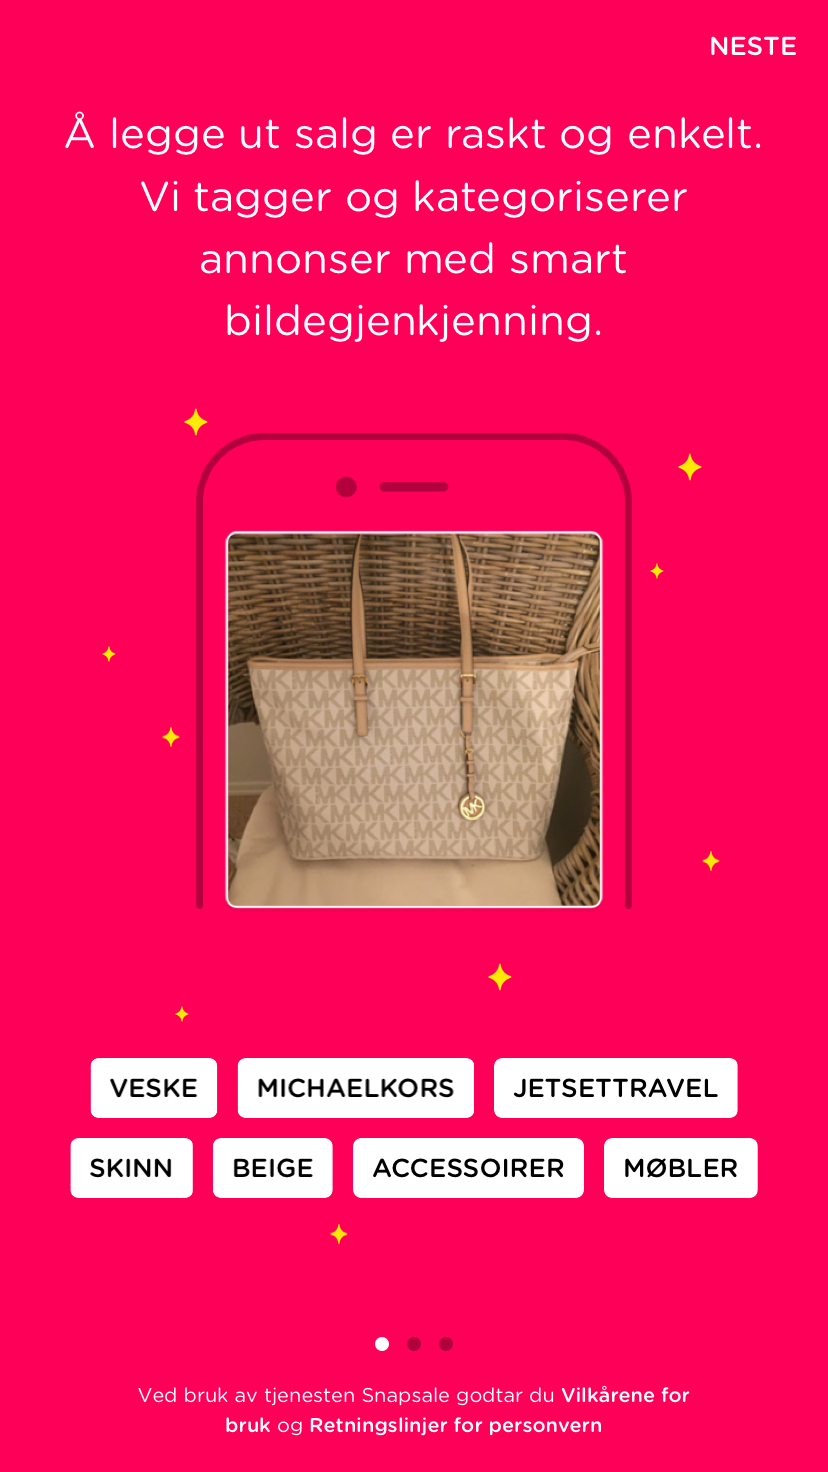 NESTE
Å legge ut salg er raskt og enkelt.
Vi tagger og kategoriserer
annonser med smart
bildegjenkjenning.
MK
VESKE MICHAELKORS JETSETTRAVEL
SKINN BEIGE ACCESSOIRER MØBLER
Ved bruk av tjenesten Snapsale godtar du Vilkårene for
bruk og Retningslinjer for personvern